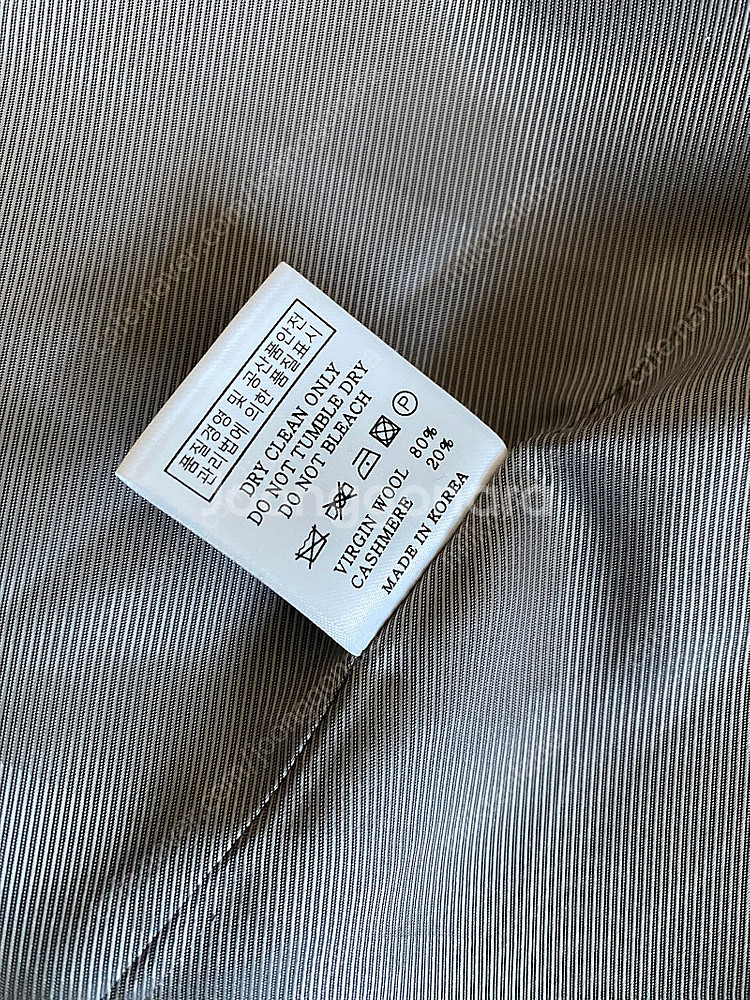 품질경영 및 공산품안전
관리법에 의한 품질표시
DRY CLEAN ONLY
DO NOT TUMBLE DRY
DO NOT BLEACH
P
VIRGIN WOOL 80%
CASHMERE 20%
MADE IN KOREA
joonggonara